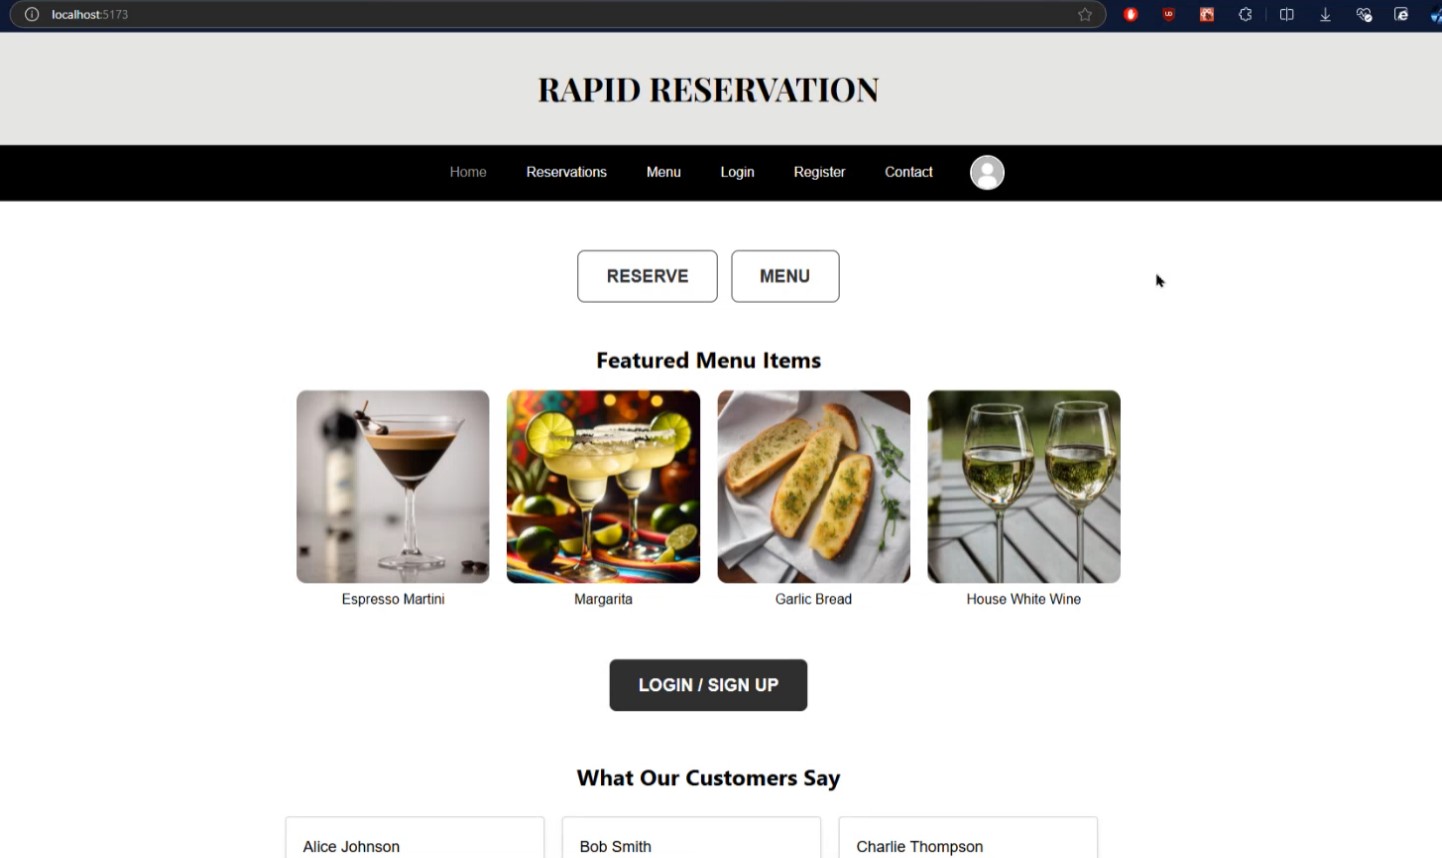 localhost:5173
RAPID RESERVATION
Home Reservations Menu Login Register Contact
RESERVE MENU
Featured Menu Items
Espresso Martini Margarita Garlic Bread House White Wine
LOGIN / SIGN UP
What Our Customers Say
Alice Johnson Bob Smith Charlie Thompson